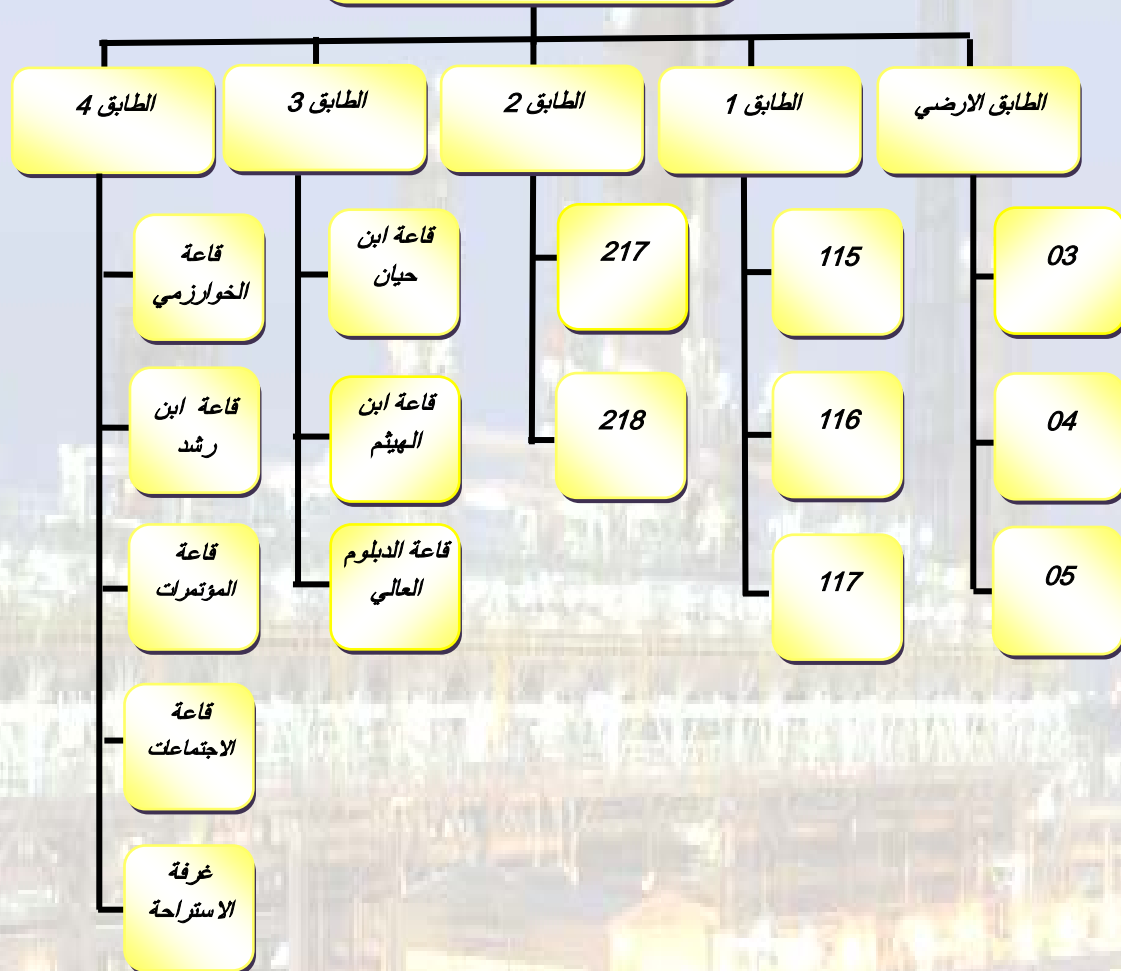 الطابق الارضي
الطابق 1
الطابق 2
الطابق 3
الطابق 4
03
04
05
115
116
117
217
218
قاعة ابن
حيان
قاعة ابن
الهيثم
قاعة الدبلوم
العالي
قاعة
الخوارزمي
قاعة ابن
رشد
قاعة
المؤتمرات
قاعة
الاجتماعات
غرفة
الاستراحة